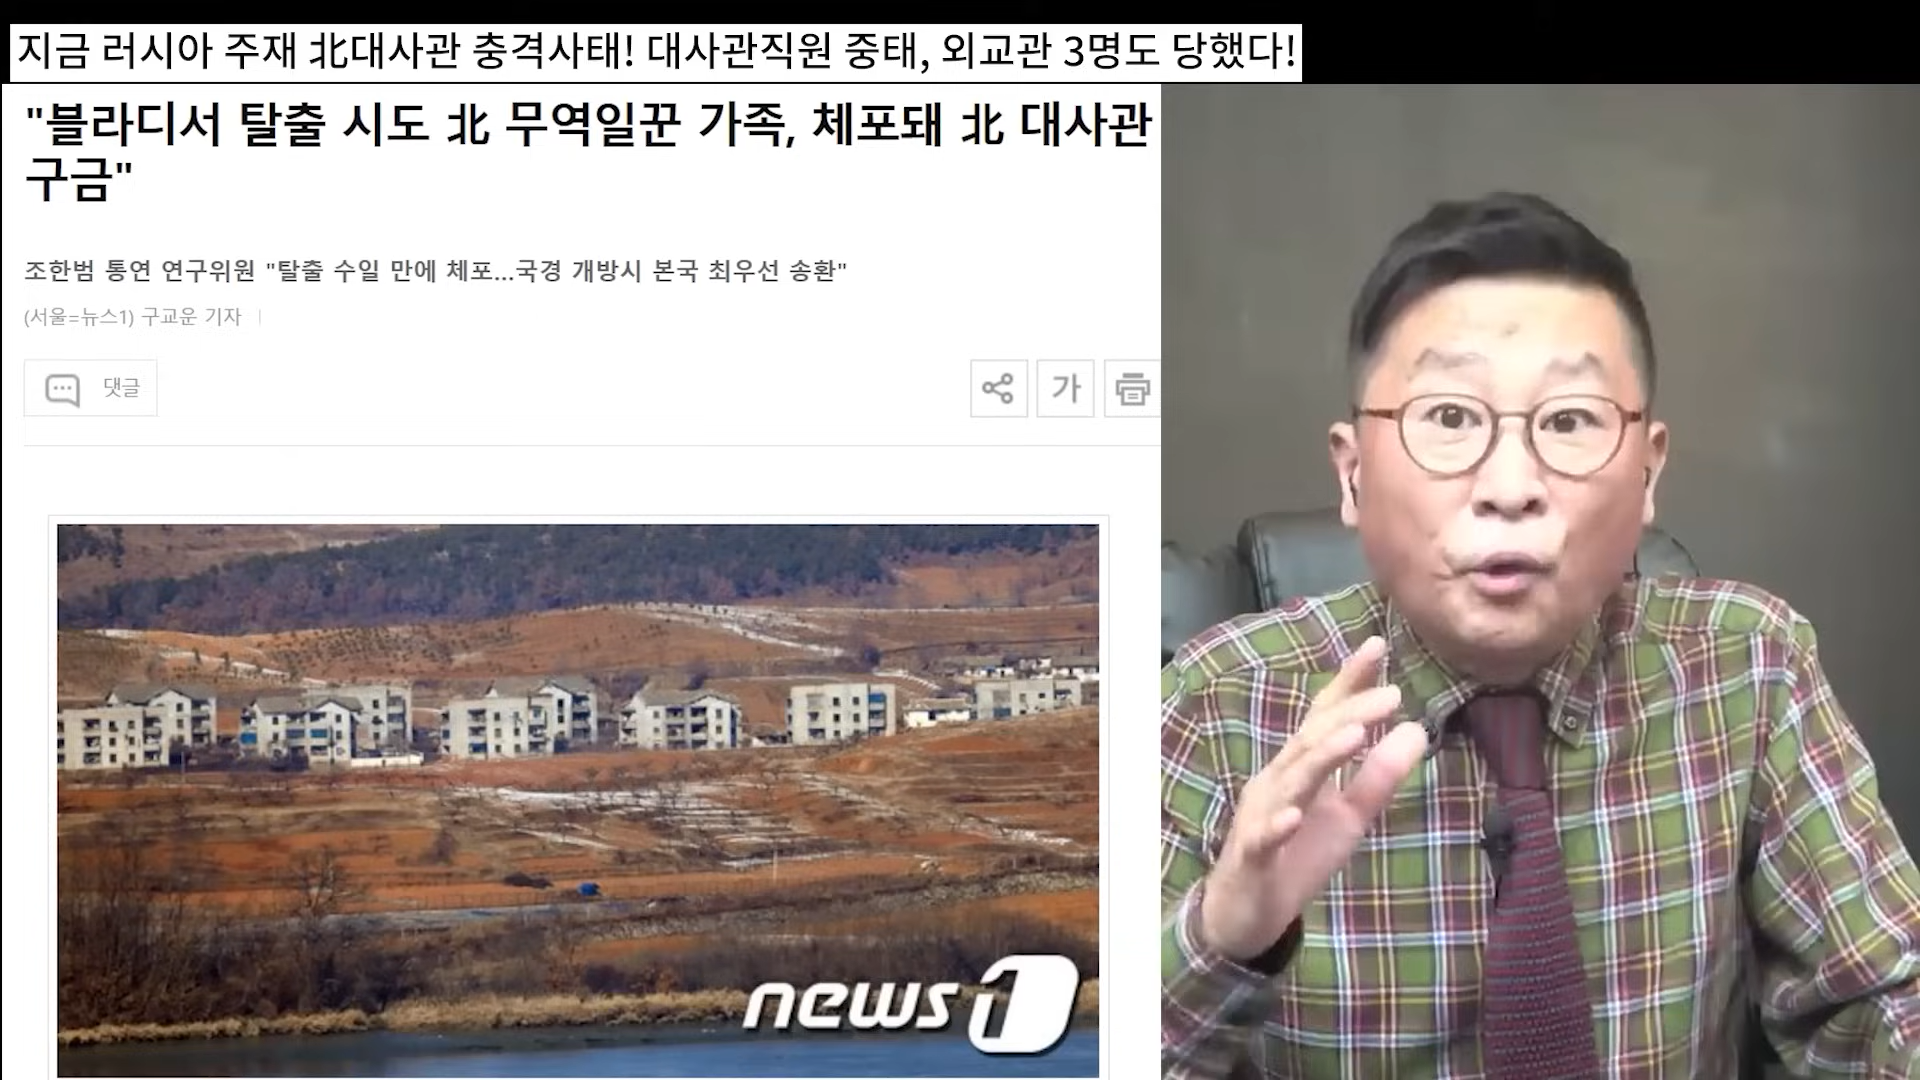 지금 러시아 주재 北대사관 충격사태! 대사관직원 중태, 외교관 3명도 당했다!
"블라디서 탈출 시도 北 무역일꾼 가족, 체포돼 北 대사관
구금"
조한범 통연 연구위원 "탈출 수일 만에 체포...국경 개방시 본국 최우선 송환"
(서울=뉴스1) 구교운 기자
댓글
가
news1